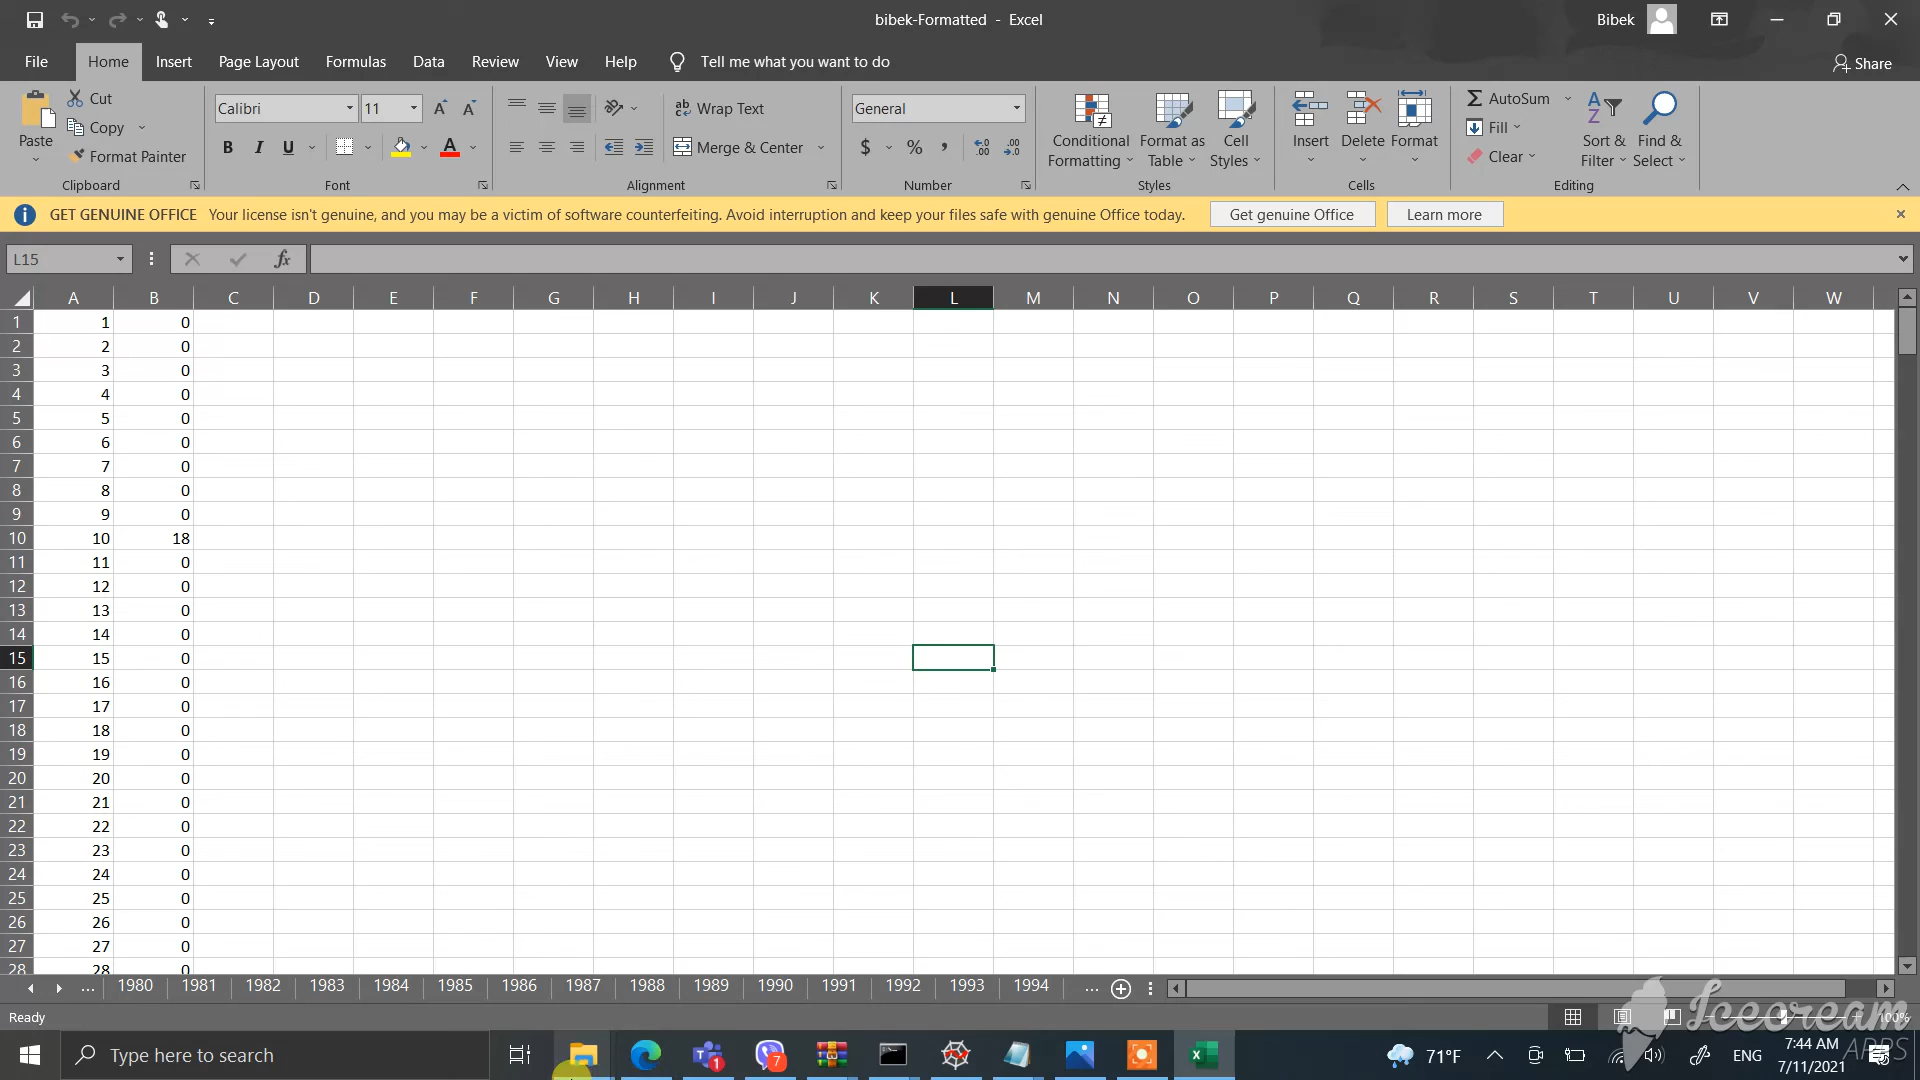 bibek-Formatted - Excel
Bibek
File Home Insert Page Layout Formulas Data Review View Help Tell me what you want to do Share
Paste
Cut
Copy
Format Painter
Clipboard
Calibri 11
B I U A
Font
Wrap Text
Merge & Center
Alignment
General
$ % ,
Number
Conditional Formatting
Format as Table
Cell Styles
Styles
Insert Delete Format
Cells
AutoSum
Fill
Clear
Sort & Filter
Find & Select
Editing
GET GENUINE OFFICE Your license isn't genuine, and you may be a victim of software counterfeiting. Avoid interruption and keep your files safe with genuine Office today. Get genuine Office Learn more
L15 fx
A B C D E F G H I J K L M N O P Q R S T U V W
1 1 0
2 2 0
3 3 0
4 4 0
5 5 0
6 6 0
7 7 0
8 8 0
9 9 0
10 10 18
11 11 0
12 12 0
13 13 0
14 14 0
15 15 0
16 16 0
17 17 0
18 18 0
19 19 0
20 20 0
21 21 0
22 22 0
23 23 0
24 24 0
25 25 0
26 26 0
27 27 0
28 28 0
... 1980 1981 1982 1983 1984 1985 1986 1987 1988 1989 1990 1991 1992 1993 1994 ...
Ready
100%
Icecream
APPS
Type here to search
1
7
71°F
ENG
7:44 AM
7/11/2021